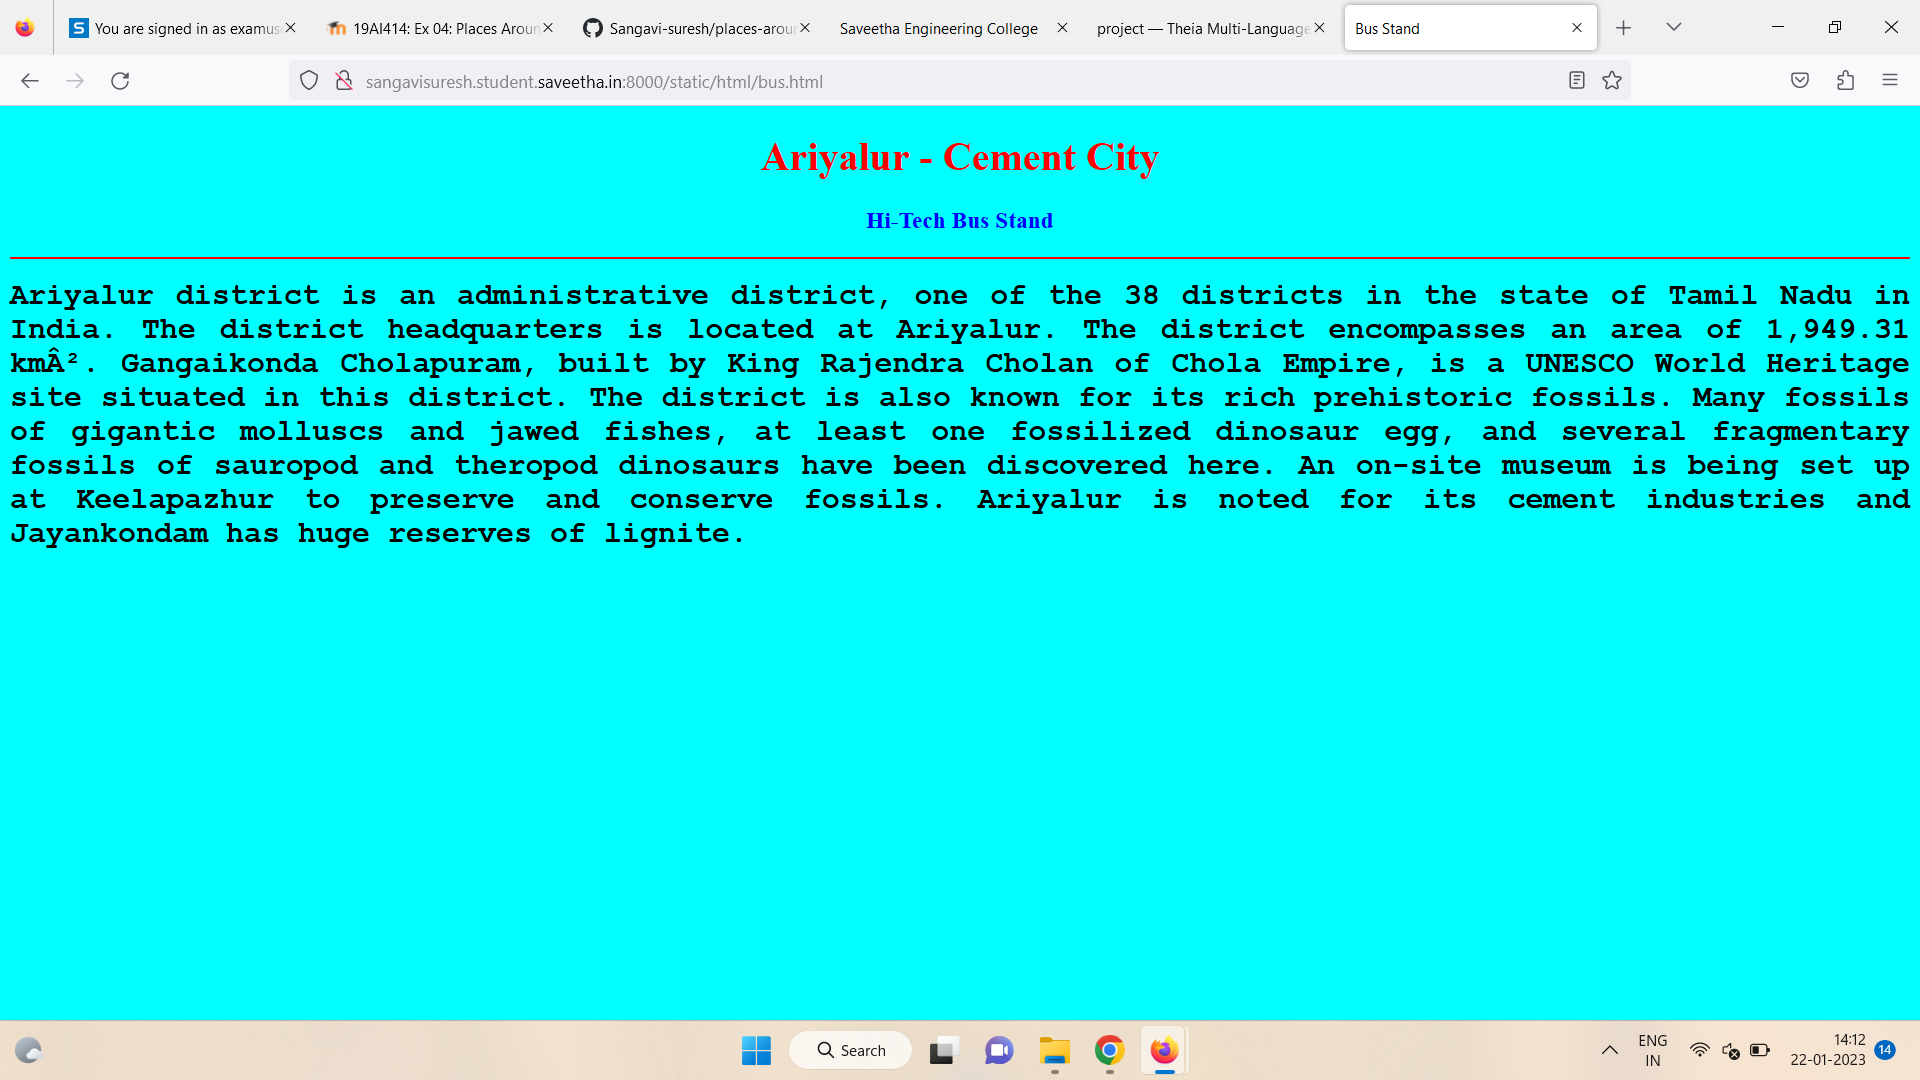 You are signed in as examus
19AI414: Ex 04: Places Aroun
Sangavi-suresh/places-arour
Saveetha Engineering College
project — Theia Multi-Language
Bus Stand
sangavisuresh.student.saveetha.in:8000/static/html/bus.html
Ariyalur - Cement City
Hi-Tech Bus Stand
Ariyalur district is an administrative district, one of the 38 districts in the state of Tamil Nadu in
India. The district headquarters is located at Ariyalur. The district encompasses an area of 1,949.31
kmÂ². Gangaikonda Cholapuram, built by King Rajendra Cholan of Chola Empire, is a UNESCO World Heritage
site situated in this district. The district is also known for its rich prehistoric fossils. Many fossils
of gigantic molluscs and jawed fishes, at least one fossilized dinosaur egg, and several fragmentary
fossils of sauropod and theropod dinosaurs have been discovered here. An on-site museum is being set up
at Keelapazhur to preserve and conserve fossils. Ariyalur is noted for its cement industries and
Jayankondam has huge reserves of lignite.
Search
ENG
IN
14:12
22-01-2023
14